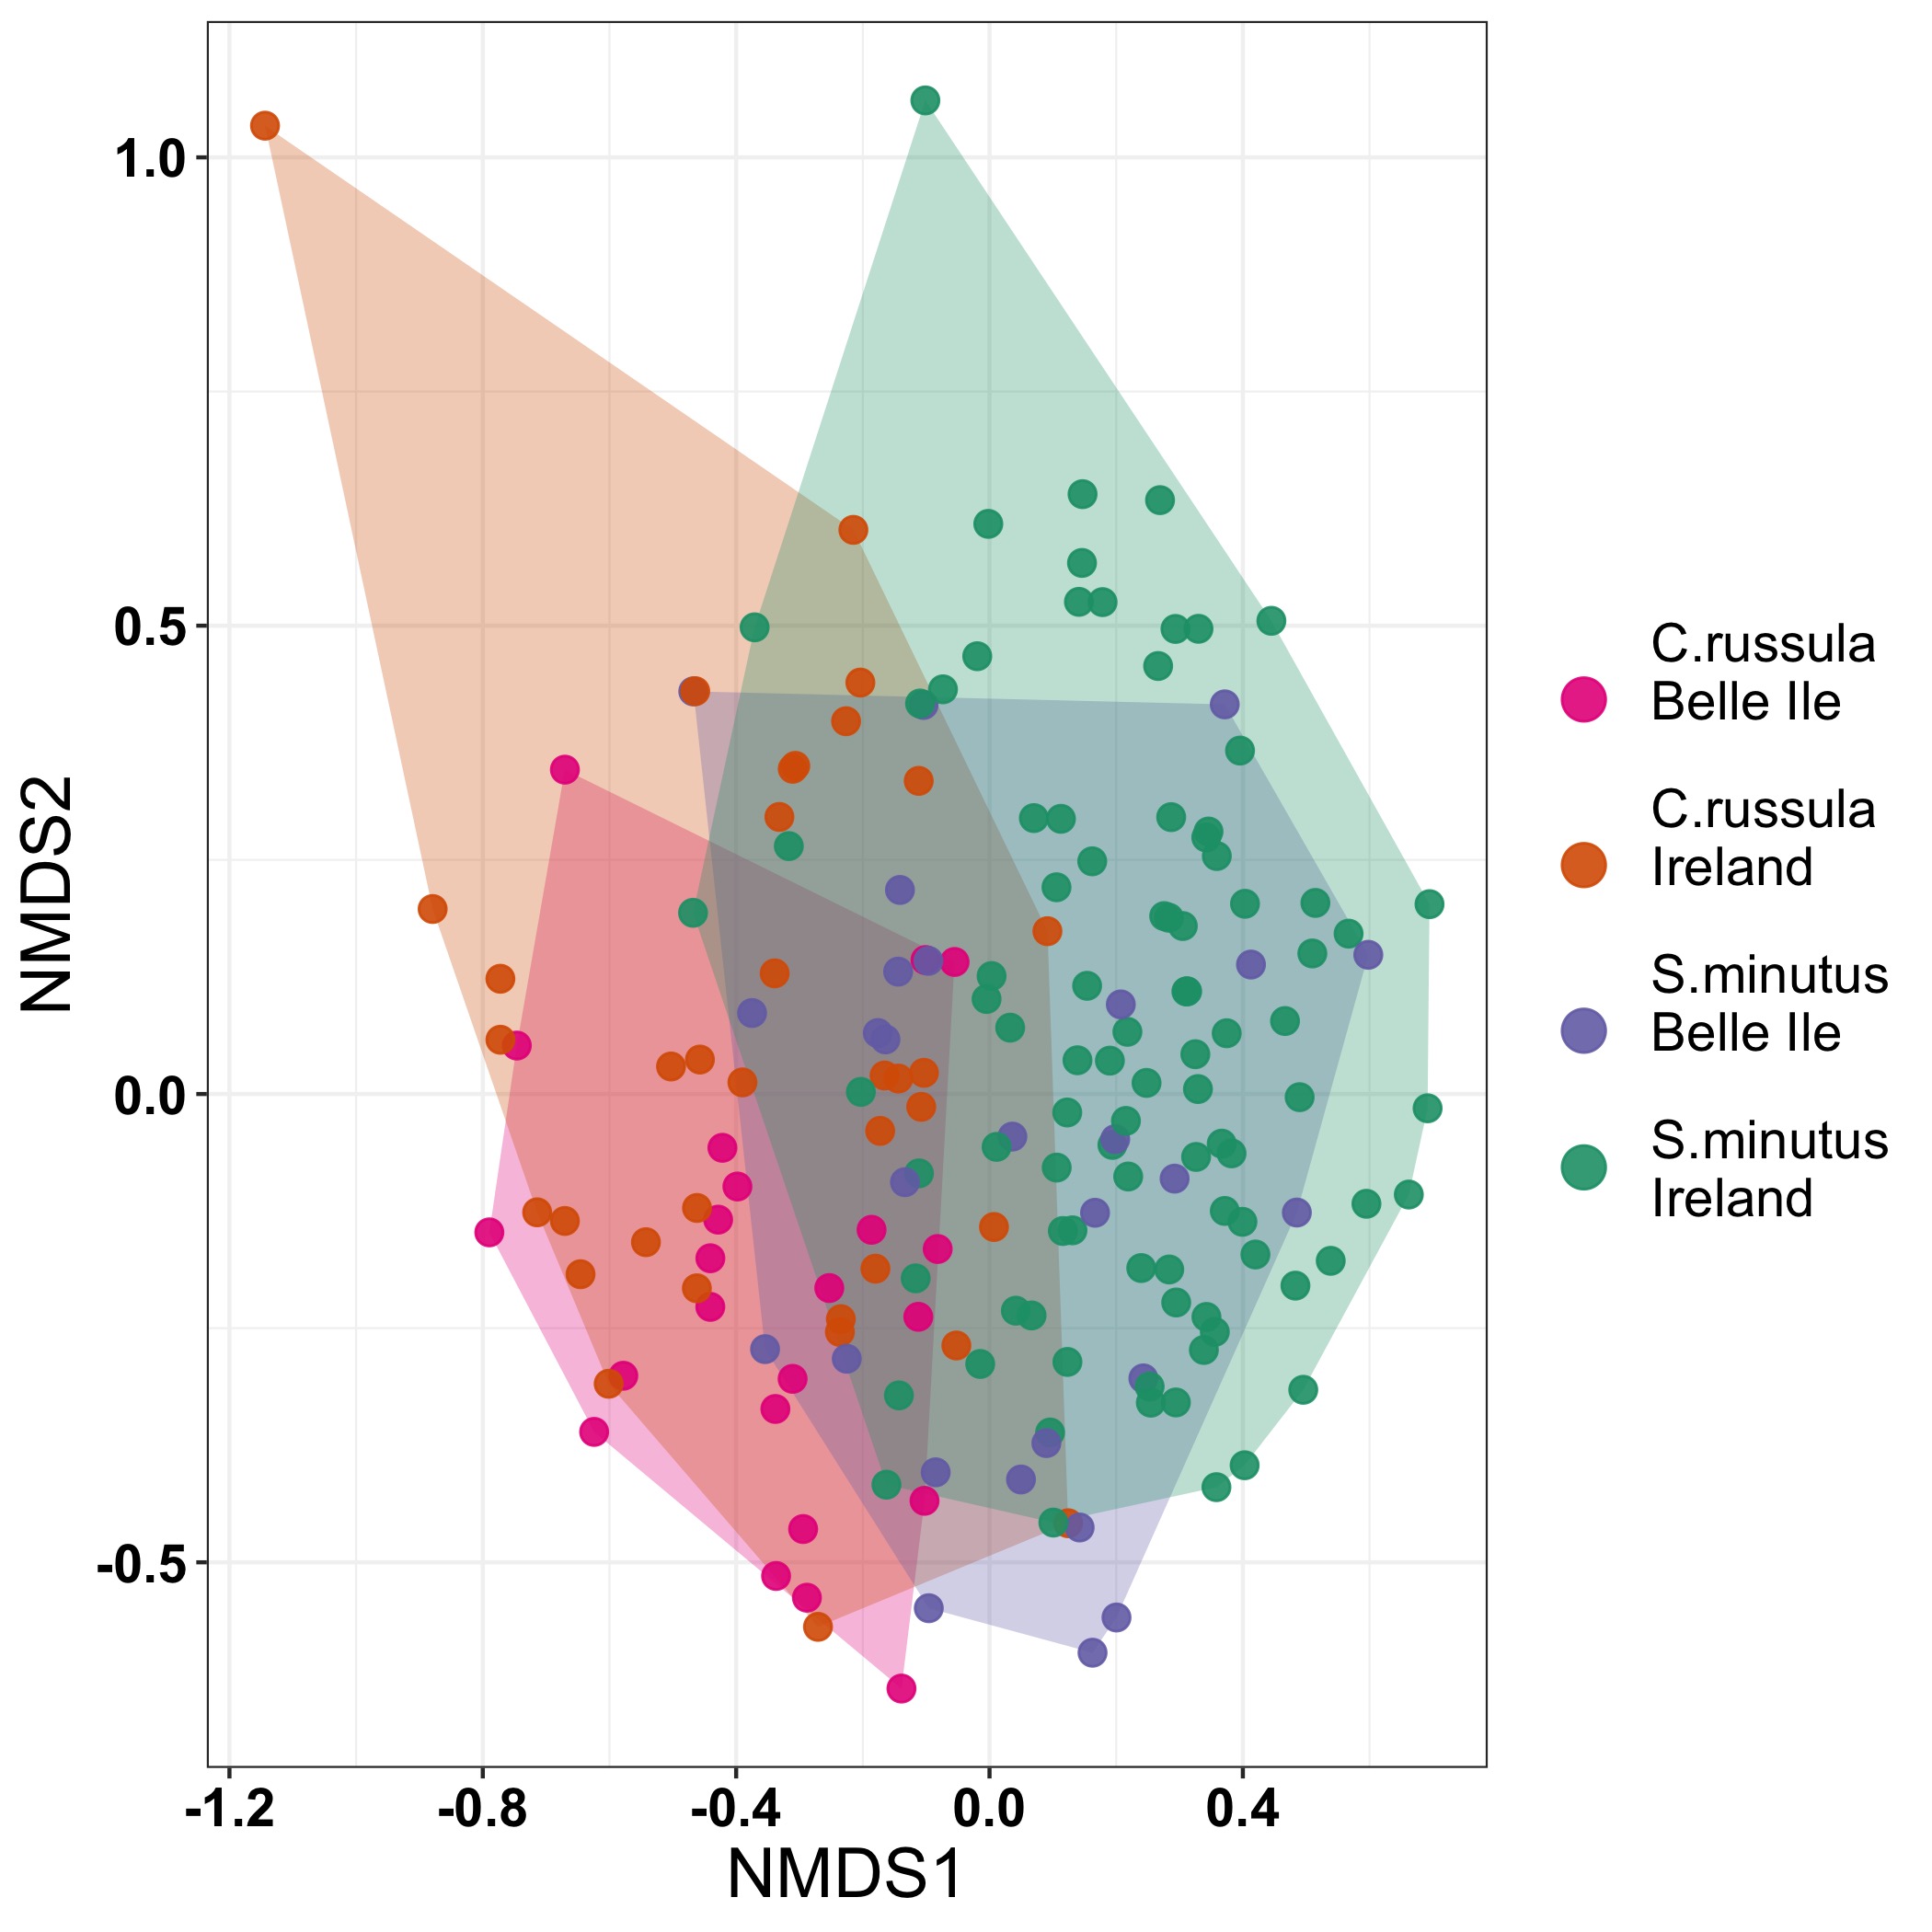 1.0
0.5
0.0
-0.5
NMDS2
-1.2 -0.8 -0.4 0.0 0.4
NMDS1
C.russula
Belle Ile
C.russula
Ireland
S.minutus
Belle Ile
S.minutus
Ireland